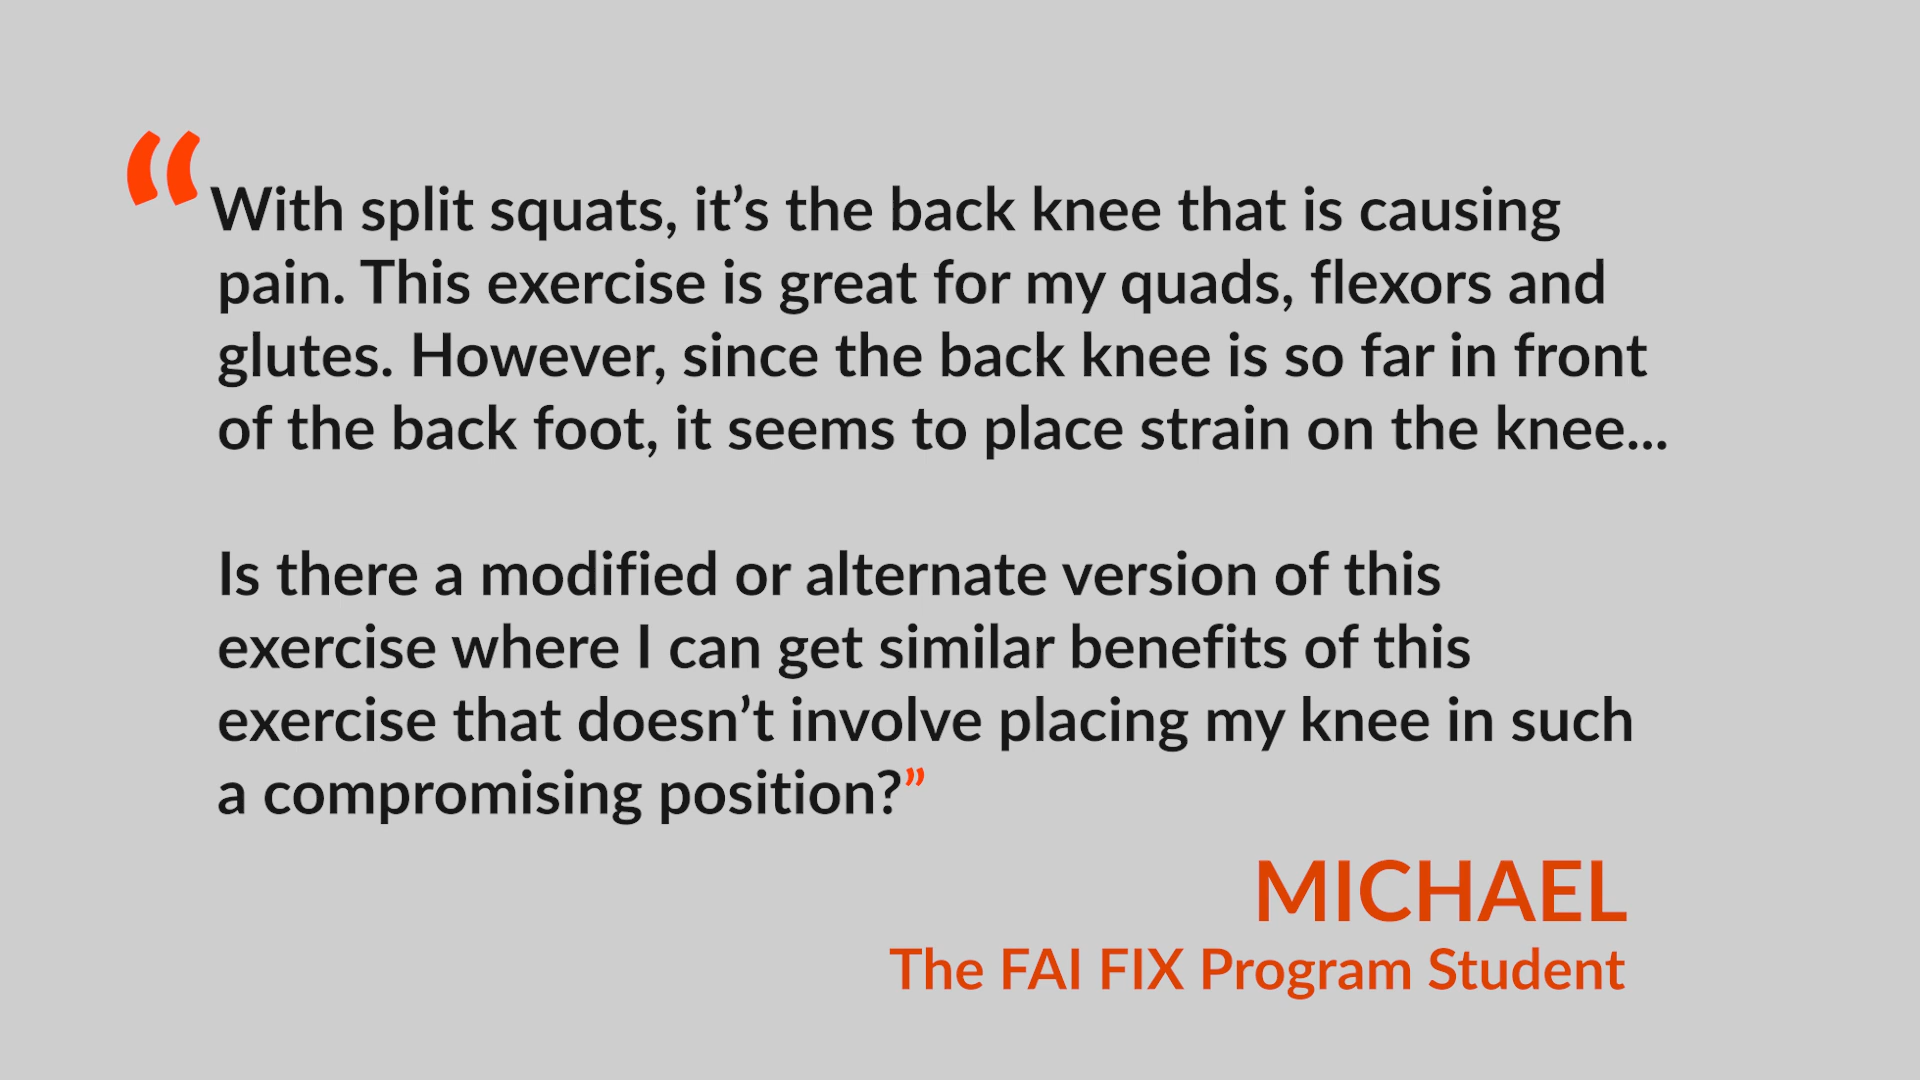 “With split squats, it’s the back knee that is causing
pain. This exercise is great for my quads, flexors and
glutes. However, since the back knee is so far in front
of the back foot, it seems to place strain on the knee...
Is there a modified or alternate version of this
exercise where I can get similar benefits of this
exercise that doesn’t involve placing my knee in such
a compromising position?”
MICHAEL
The FAI FIX Program Student